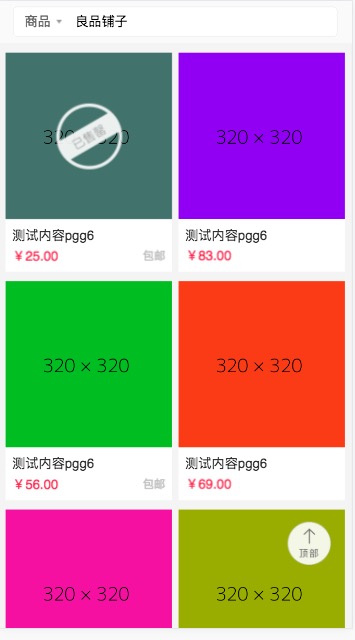 商品 良品铺子
320 × 320 320 × 320
已售罄
测试内容pgg6 测试内容pgg6
￥25.00 包邮 ￥83.00
320 × 320 320 × 320
测试内容pgg6 测试内容pgg6
￥56.00 包邮 ￥69.00
顶部
320 × 320 320 × 320